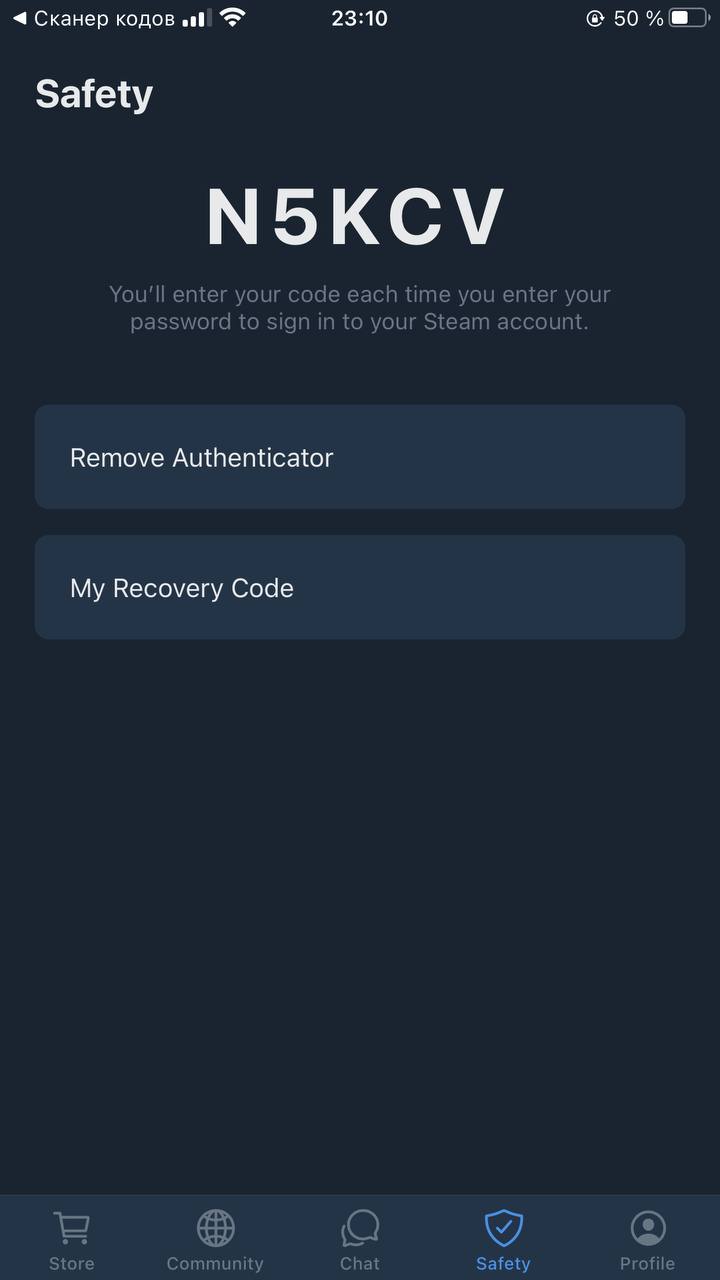 Сканер кодов 23:10 50 %
Safety
N5KCV
You’ll enter your code each time you enter your
password to sign in to your Steam account.
Remove Authenticator
My Recovery Code
Store Community Chat Safety Profile